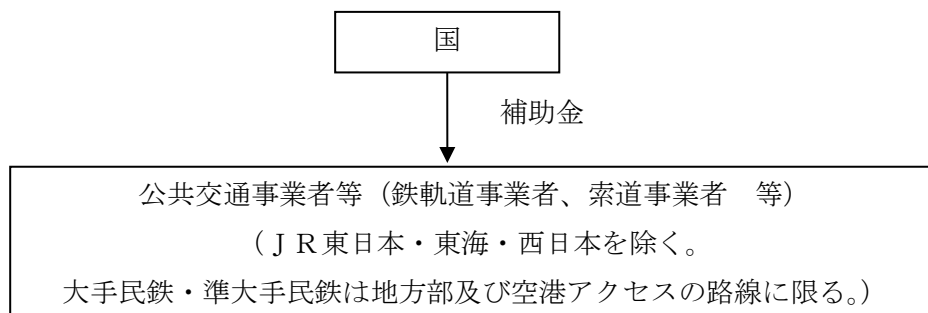 国
補助金
公共交通事業者等（鉄軌道事業者、索道事業者　等）
（ＪＲ東日本・東海・西日本を除く。
大手民鉄・準大手民鉄は地方部及び空港アクセスの路線に限る。）